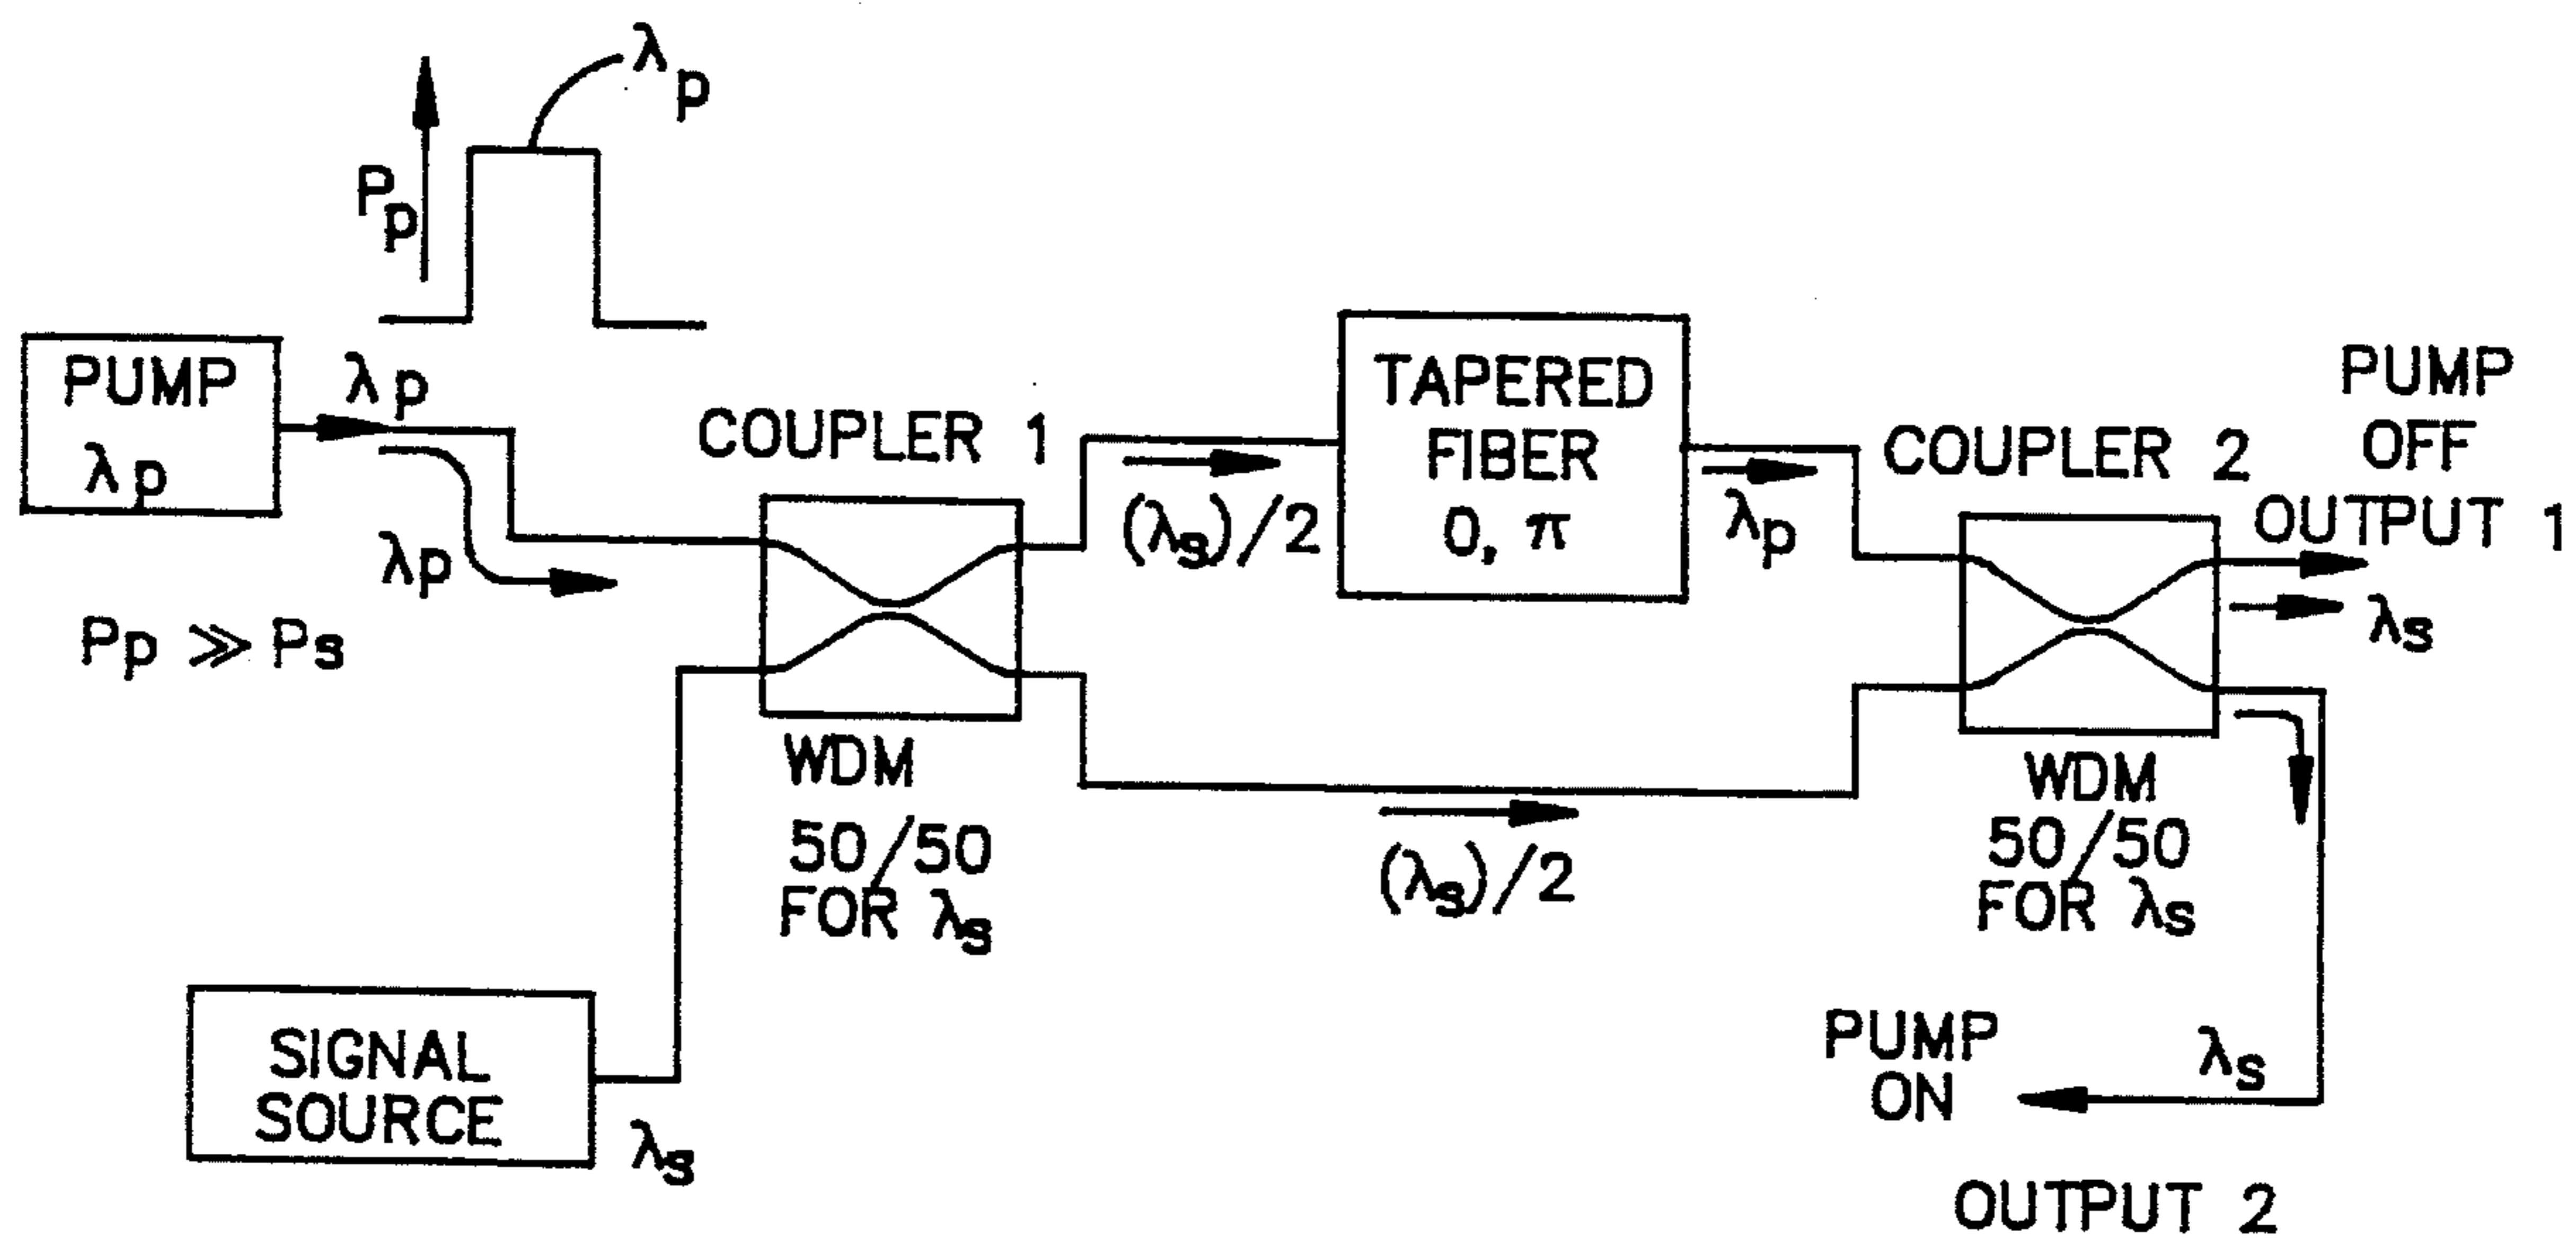 λp
Pp
PUMP
λp
λp
λp
Pp ≫ Ps
COUPLER 1
WDM
50/50
FOR λs
SIGNAL
SOURCE
λs
(λs)/2
TAPERED
FIBER
0, π
λp
(λs)/2
COUPLER 2
WDM
50/50
FOR λs
PUMP
OFF
OUTPUT 1
λs
PUMP
ON
λs
OUTPUT 2